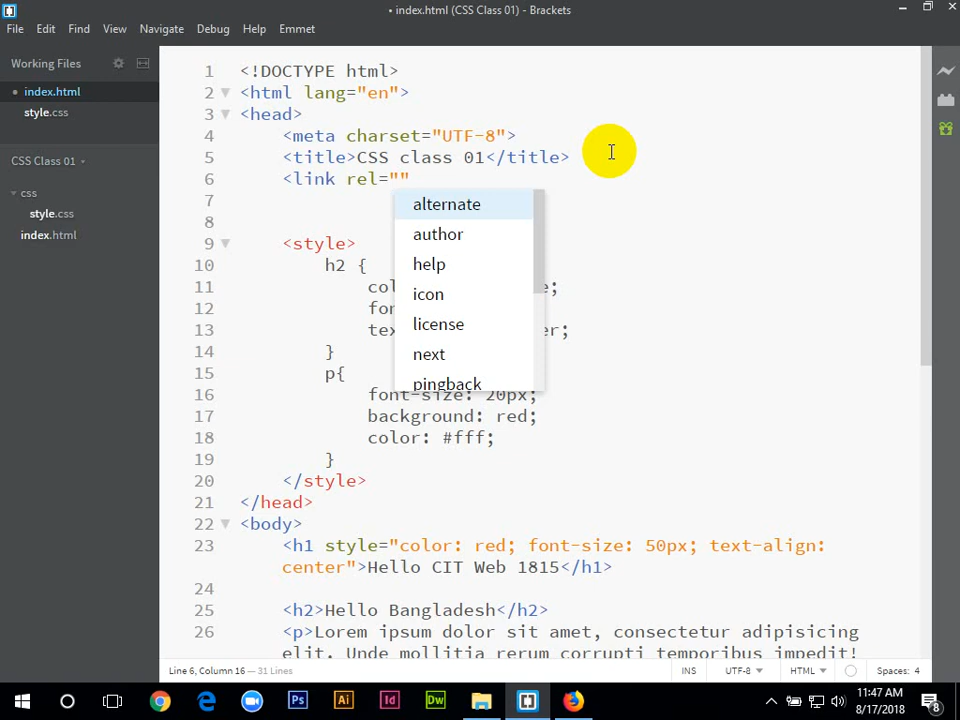 • index.html (CSS Class 01) - Brackets
File Edit Find View Navigate Debug Help Emmet
Working Files
index.html
style.css
CSS Class 01
css
style.css
index.html
1 <!DOCTYPE html>
2 <html lang="en">
3 <head>
4 <meta charset="UTF-8">
5 <title>CSS class 01</title>
6 <link rel=""
7
8
9 <style>
10 h2 {
11 col e;
12 fon
13 tex er;
14 }
15 p{
16 font-size: 20px;
17 background: red;
18 color: #fff;
19 }
20 </style>
21 </head>
22 <body>
23 <h1 style="color: red; font-size: 50px; text-align:
center">Hello CIT Web 1815</h1>
24
25 <h2>Hello Bangladesh</h2>
26 <p>Lorem ipsum dolor sit amet, consectetur adipisicing
elit. Unde mollitia rerum corrupti temporibus impedit!
alternate
author
help
icon
license
next
pingback
Line 6, Column 16 — 31 Lines
INS UTF-8 HTML Spaces: 4
Ps Ai Id Dw
11:47 AM
8/17/2018
8